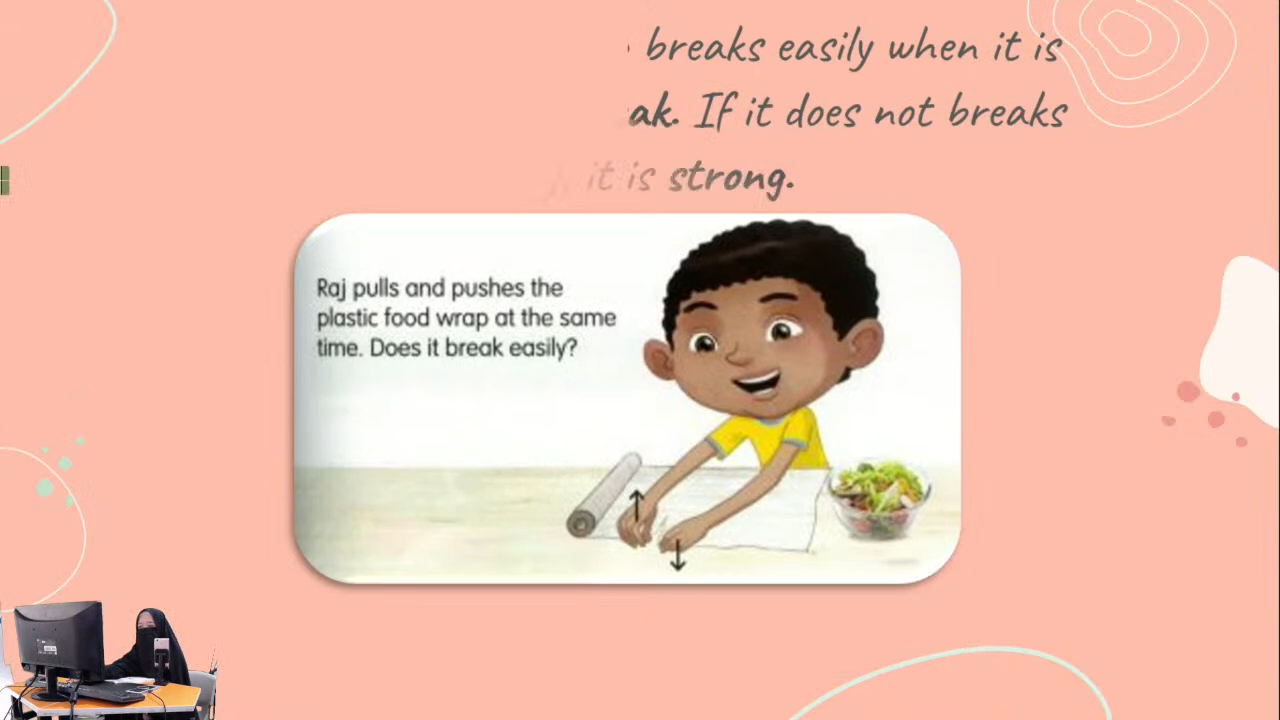 breaks easily when it is
ak. If it does not breaks
it is strong.
Raj pulls and pushes the
plastic food wrap at the same
time. Does it break easily?